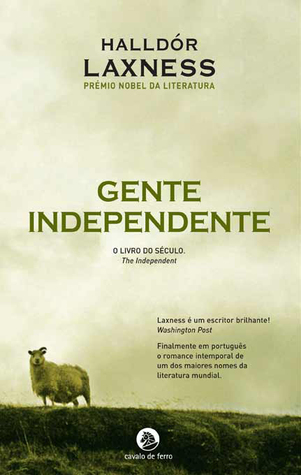 HALLDÓR
LAXNESS
PRÉMIO NOBEL DA LITERATURA
GENTE
INDEPENDENTE
O LIVRO DO SÉCULO.
The Independent
Laxness é um escritor brilhante!
Washington Post
Finalmente em português
o romance intemporal de
um dos maiores nomes da
literatura mundial.
cavalo de ferro